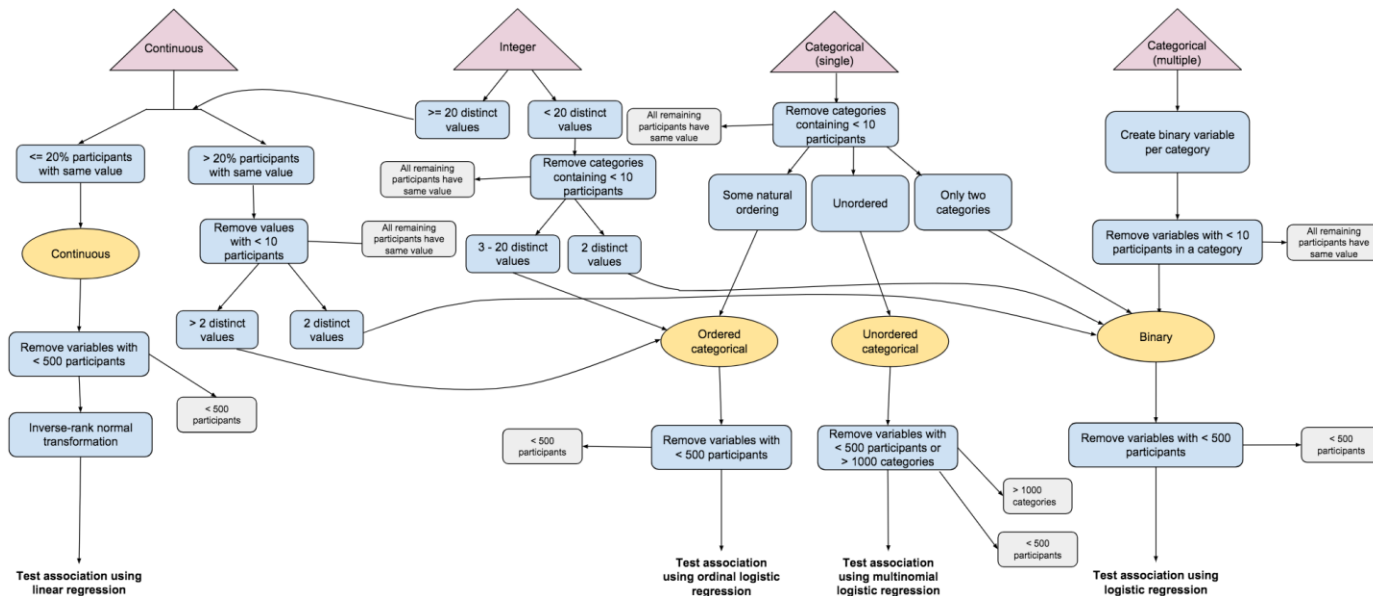 Continuous
Integer
Categorical
(single)
Categorical
(multiple)
>= 20 distinct
values
< 20 distinct
values
All remaining
participants have
same value
Remove categories
containing < 10
participants
Create binary variable
per category
<= 20% participants
with same value
> 20% participants
with same value
All remaining
participants have
same value
Remove categories
containing < 10
participants
Some natural
ordering
Unordered
Only two
categories
Continuous
Remove values
with < 10
participants
All remaining
participants have
same value
3 - 20 distinct
values
2 distinct
values
Remove variables with < 10
participants in a category
All remaining
participants have
same value
> 2 distinct
values
2 distinct
values
Ordered
categorical
Unordered
categorical
Binary
Remove variables with
< 500 participants
< 500
participants
Inverse-rank normal
transformation
< 500
participants
Remove variables with
< 500 participants
Remove variables with
< 500 participants or
> 1000 categories
Remove variables with < 500
participants
< 500
participants
> 1000
categories
< 500
participants
Test association using
linear regression
Test association
using ordinal logistic
regression
Test association
using multinomial
logistic regression
Test association using
logistic regression